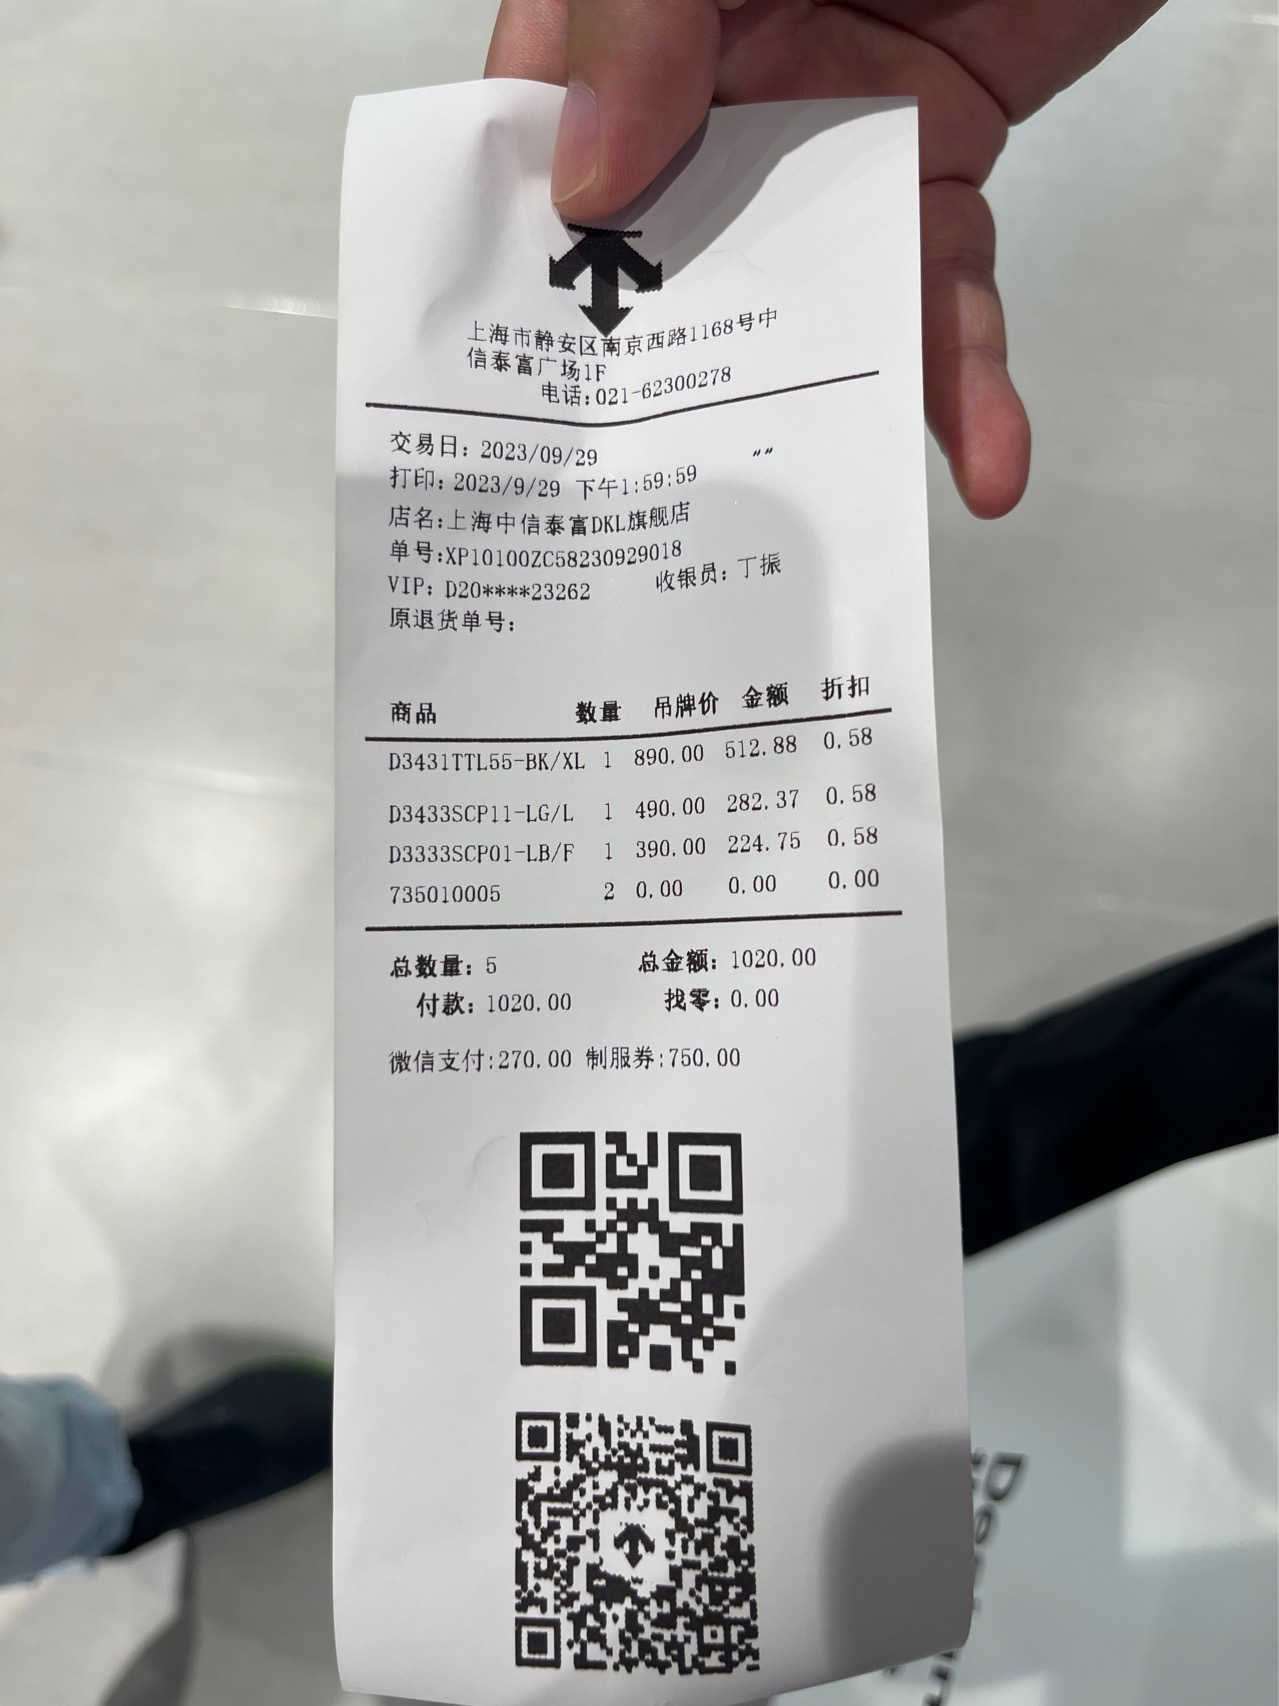 上海市静安区南京西路1168号中
信泰富广场1F
电话:021-62300278
交易日: 2023/09/29 〃〃
打印: 2023/9/29 下午1:59:59
店名:上海中信泰富DKL旗舰店
单号:XP10100ZC58230929018
VIP: D20****23262 收银员: 丁振
原退货单号:
商品 数量 吊牌价 金额 折扣
D3431TTL55-BK/XL 1 890.00 512.88 0.58
D3433SCP11-LG/L 1 490.00 282.37 0.58
D3333SCP01-LB/F 1 390.00 224.75 0.58
735010005 2 0.00 0.00 0.00
总数量: 5 总金额: 1020.00
付款: 1020.00 找零: 0.00
微信支付:270.00 制服券:750.00